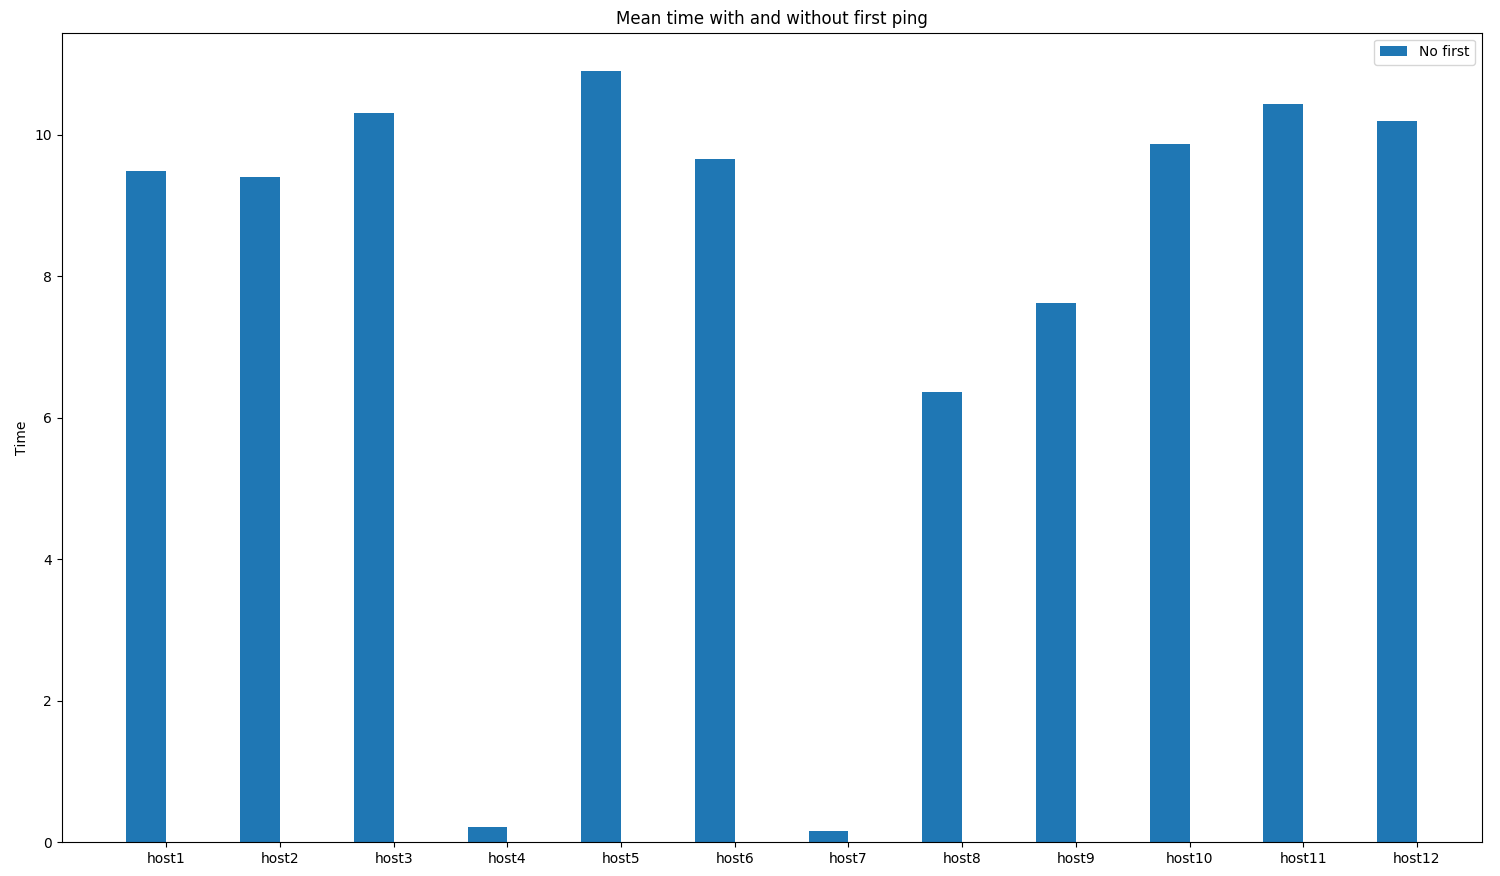 Mean time with and without first ping
No first
Time
10
8
6
4
2
0
host1 host2 host3 host4 host5 host6 host7 host8 host9 host10 host11 host12